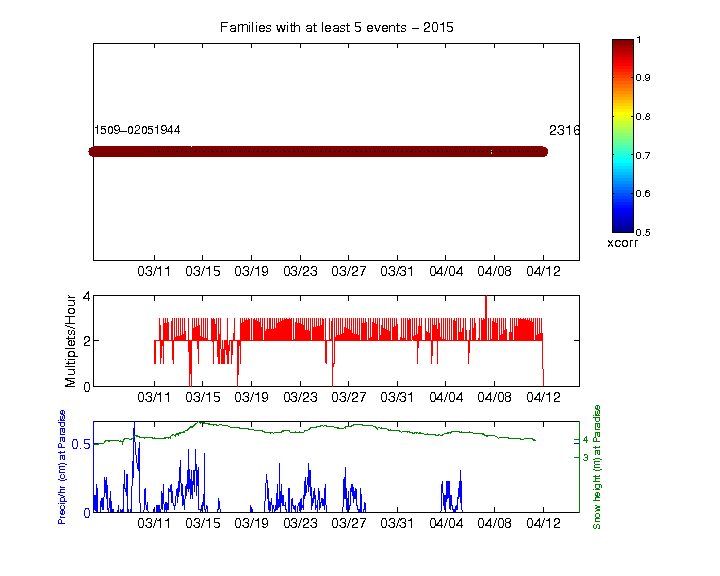 Families with at least 5 events − 2015
1509−02051944
2316
03/11 03/15 03/19 03/23 03/27 03/31 04/04 04/08 04/12
1
0.9
0.8
0.7
0.6
0.5
xcorr
Multiplets/Hour
4
2
0
03/11 03/15 03/19 03/23 03/27 03/31 04/04 04/08 04/12
Precip/hr (cm) at Paradise
0.5
0
4
3
Snow height (m) at Paradise
03/11 03/15 03/19 03/23 03/27 03/31 04/04 04/08 04/12